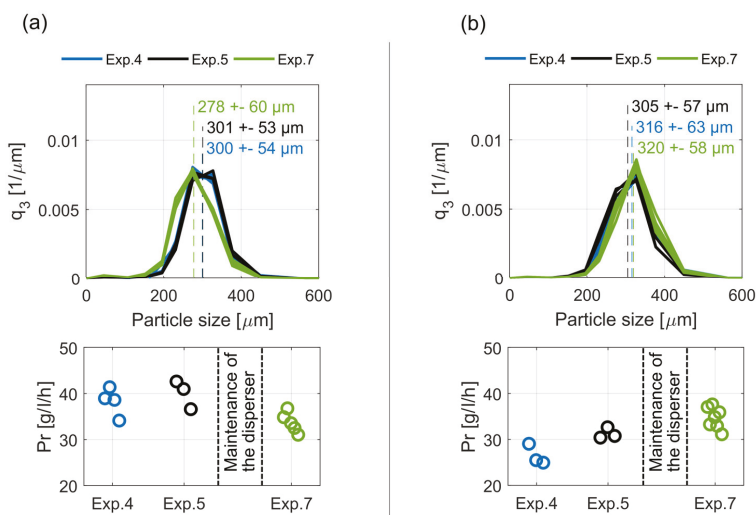 (a)
Exp.4 Exp.5 Exp.7
278 +- 60 µm
301 +- 53 µm
300 +- 54 µm
0.01
0.005
0
q3 [1/µm]
0 200 400 600
Particle size [µm]
50
40
30
20
Pr [g/l/h]
Maintenance of
the disperser
Exp.4 Exp.5 Exp.7
(b)
Exp.4 Exp.5 Exp.7
305 +- 57 µm
316 +- 63 µm
320 +- 58 µm
0.01
0.005
0
q3 [1/µm]
0 200 400 600
Particle size [µm]
50
40
30
20
Pr [g/l/h]
Maintenance of
the disperser
Exp.4 Exp.5 Exp.7